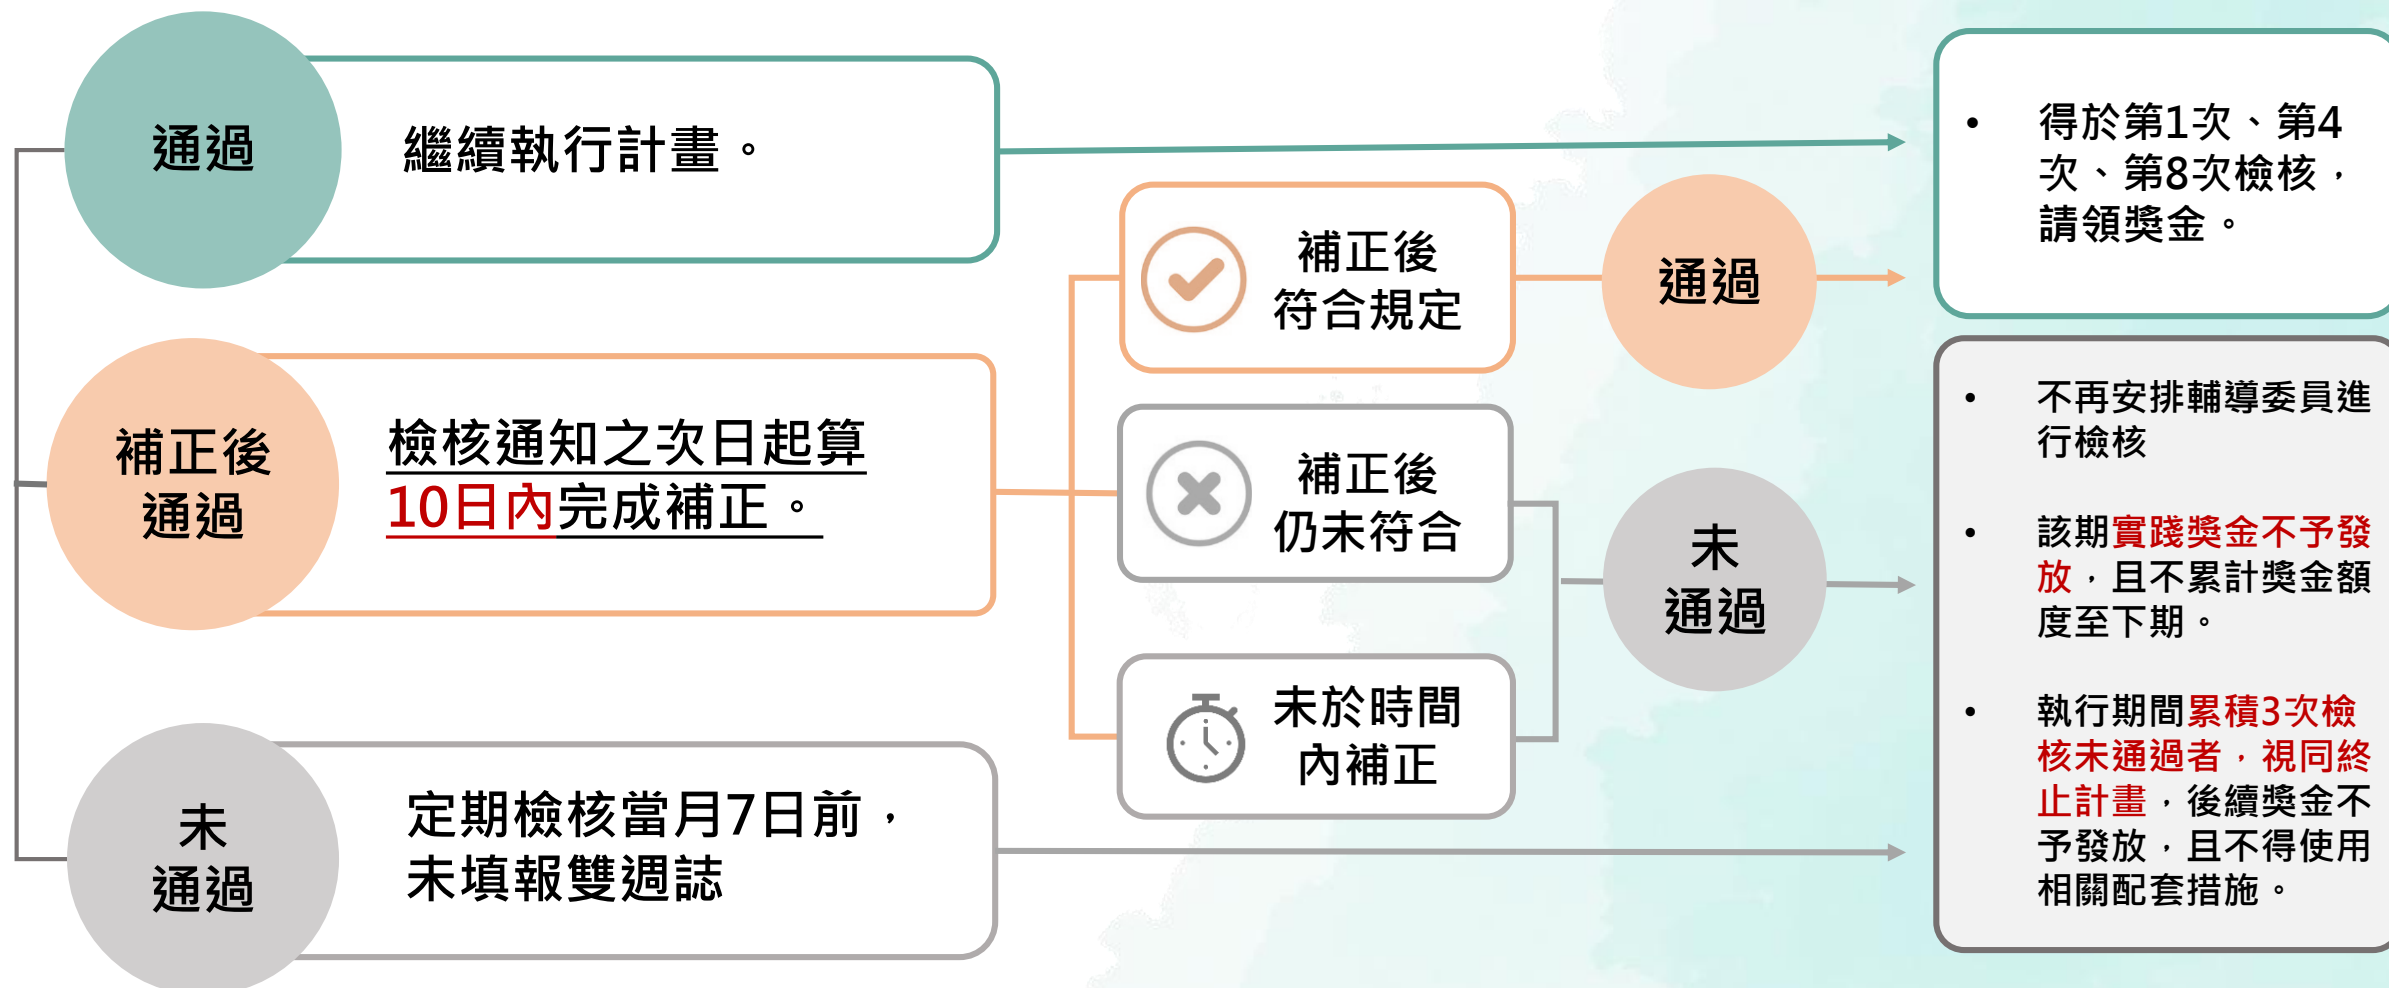 通過
繼續執行計畫。
補正後
通過
檢核通知之次日起算
10日內完成補正。
未
通過
定期檢核當月7日前，
未填報雙週誌
補正後
符合規定
通過
補正後
仍未符合
未於時間
內補正
未
通過
• 得於第1次、第4
次、第8次檢核，
請領獎金。
• 不再安排輔導委員進
行檢核
• 該期實踐獎金不予發
放，且不累計獎金額
度至下期。
• 執行期間累積3次檢
核未通過者，視同終
止計畫，後續獎金不
予發放，且不得使用
相關配套措施。